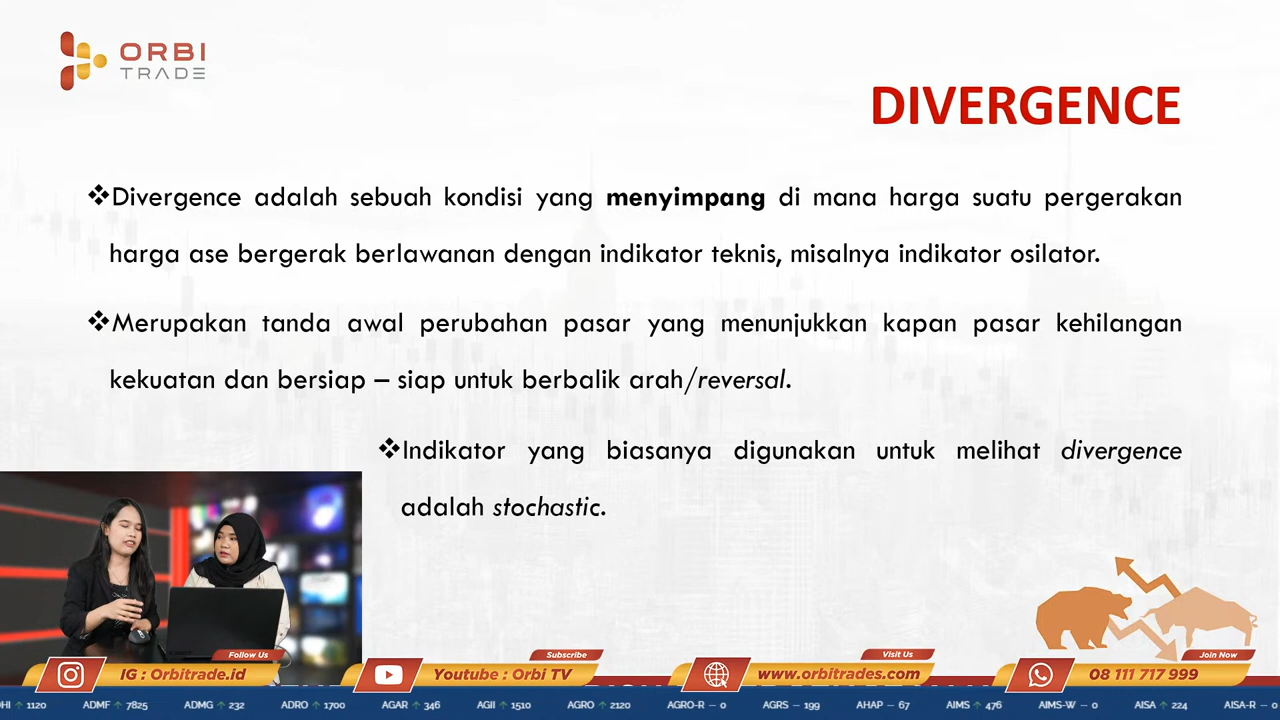 ORBI
TRADE
DIVERGENCE
❖Divergence adalah sebuah kondisi yang menyimpang di mana harga suatu pergerakan
harga ase bergerak berlawanan dengan indikator teknis, misalnya indikator osilator.
❖Merupakan tanda awal perubahan pasar yang menunjukkan kapan pasar kehilangan
kekuatan dan bersiap – siap untuk berbalik arah/reversal.
❖Indikator yang biasanya digunakan untuk melihat divergence
adalah stochastic.
Follow Us
IG : Orbitrade.id
Subscribe
Youtube : Orbi TV
Visit Us
www.orbitrades.com
Join Now
08 111 717 999
HI ↑ 1120 ADMF ↑ 7825 ADMG ↑ 232 ADRO ↑ 1700 AGAR ↑ 346 AGII ↑ 1510 AGRO ↑ 2120 AGRO-R — 0 AGRS — 199 AHAP — 67 AIMS ↑ 476 AIMS-W — 0 AISA ↑ 224 AISA-R — 0